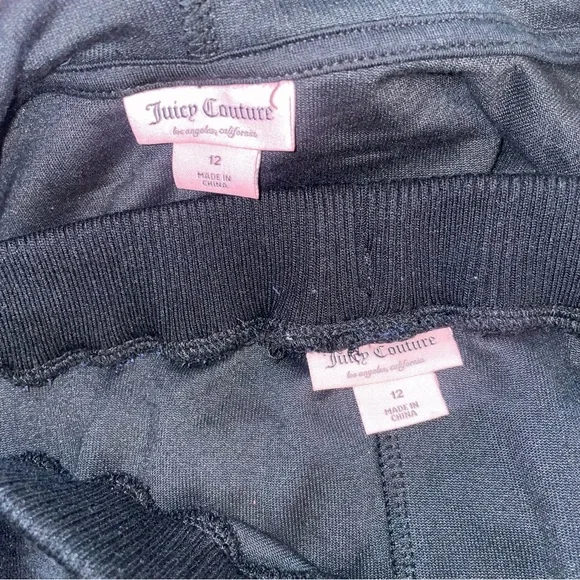 Juicy Couture
los angeles, california
12
MADE IN
CHINA
Juicy Couture
los angeles, california
12
MADE IN
CHINA